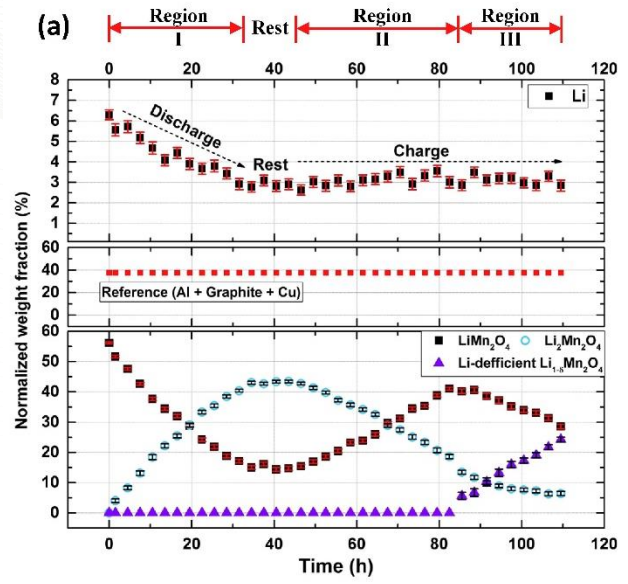 (a)
Region Rest Region Region
I II III
0 20 40 60 80 100 120
8
7
6
5
4
3
2
1
Li
Discharge
Rest
Charge
60
40
20
0
Reference (Al + Graphite + Cu)
60
50
40
30
20
10
0
LiMn₂O₄ Li₂Mn₂O₄
Li-defficient Li₁₋δMn₂O₄
Normalized weight fraction (%)
0 20 40 60 80 100 120
Time (h)